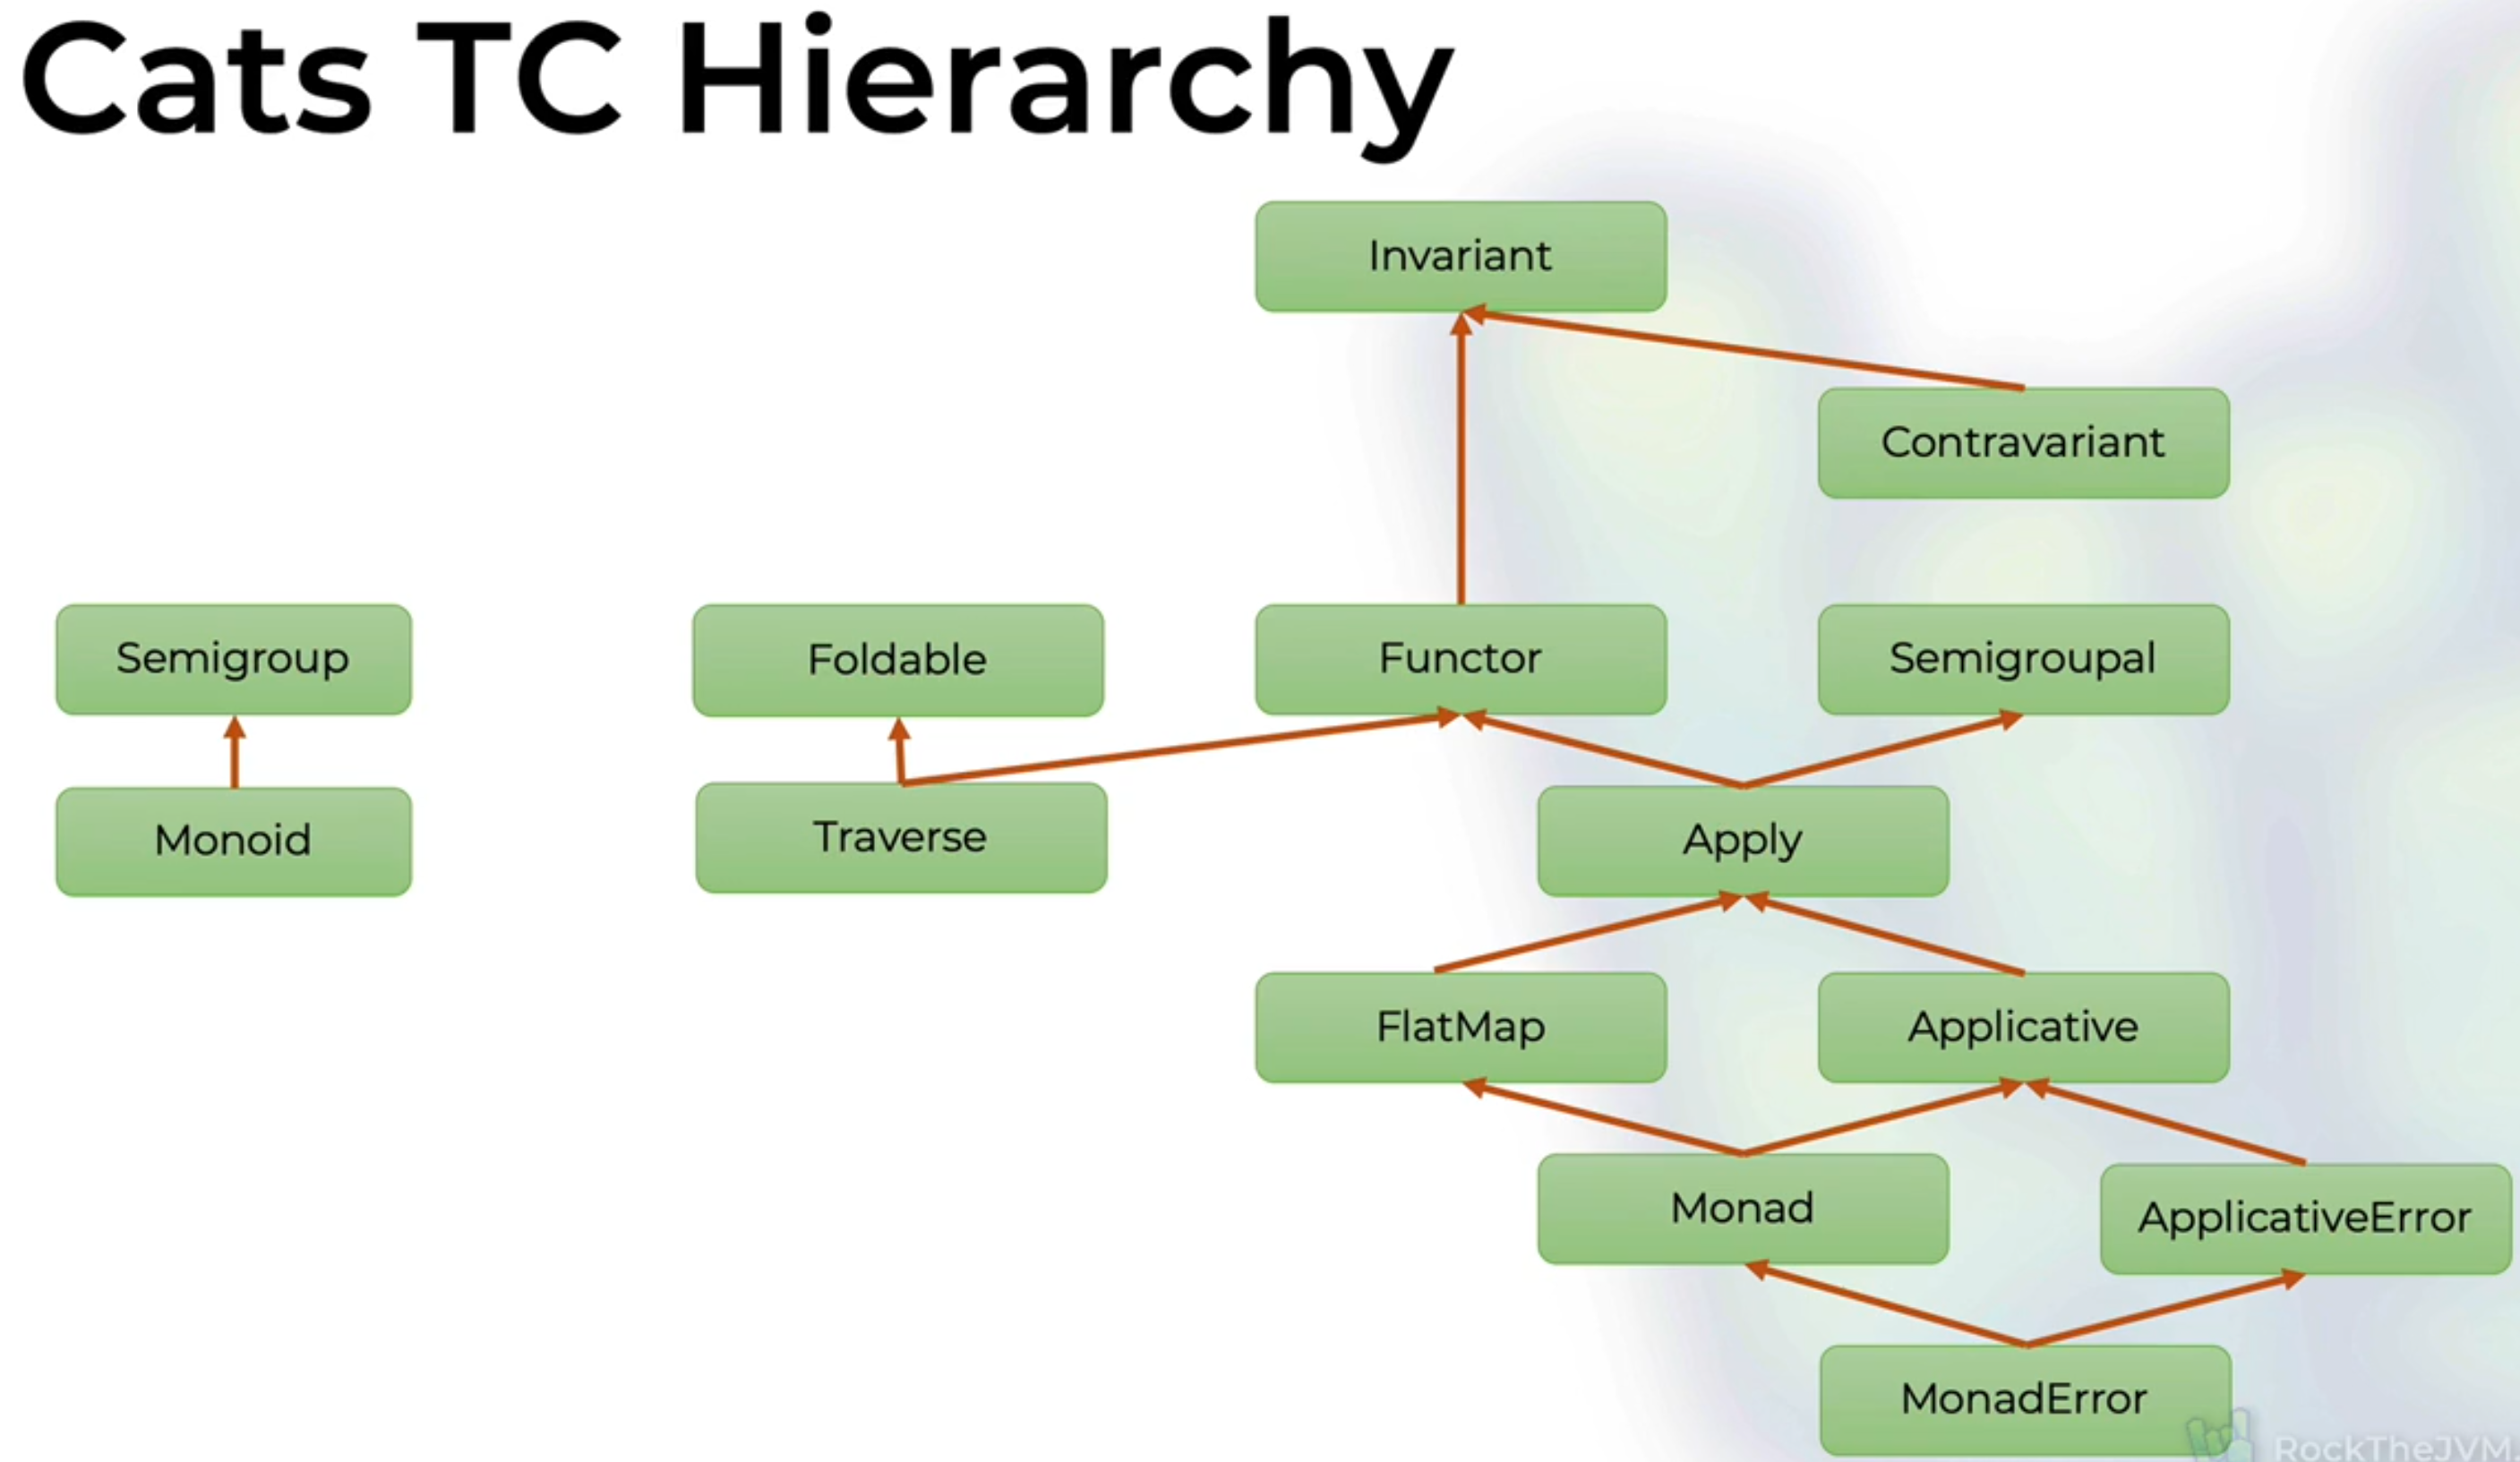 Cats TC Hierarchy
Invariant
Contravariant
Semigroup
Foldable
Functor
Semigroupal
Monoid
Traverse
Apply
FlatMap
Applicative
Monad
ApplicativeError
MonadError
RockTheJVM